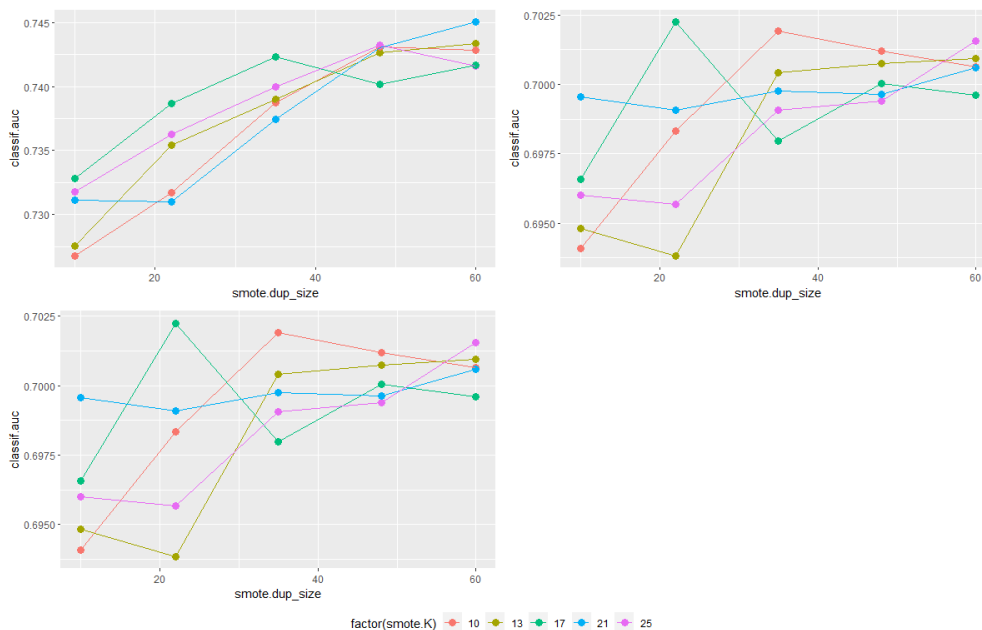 classif.auc
0.745
0.740
0.735
0.730
20 40 60
smote.dup_size
classif.auc
0.7025
0.7000
0.6975
0.6950
20 40 60
smote.dup_size
classif.auc
0.7025
0.7000
0.6975
0.6950
20 40 60
smote.dup_size
factor(smote.K) 10 13 17 21 25